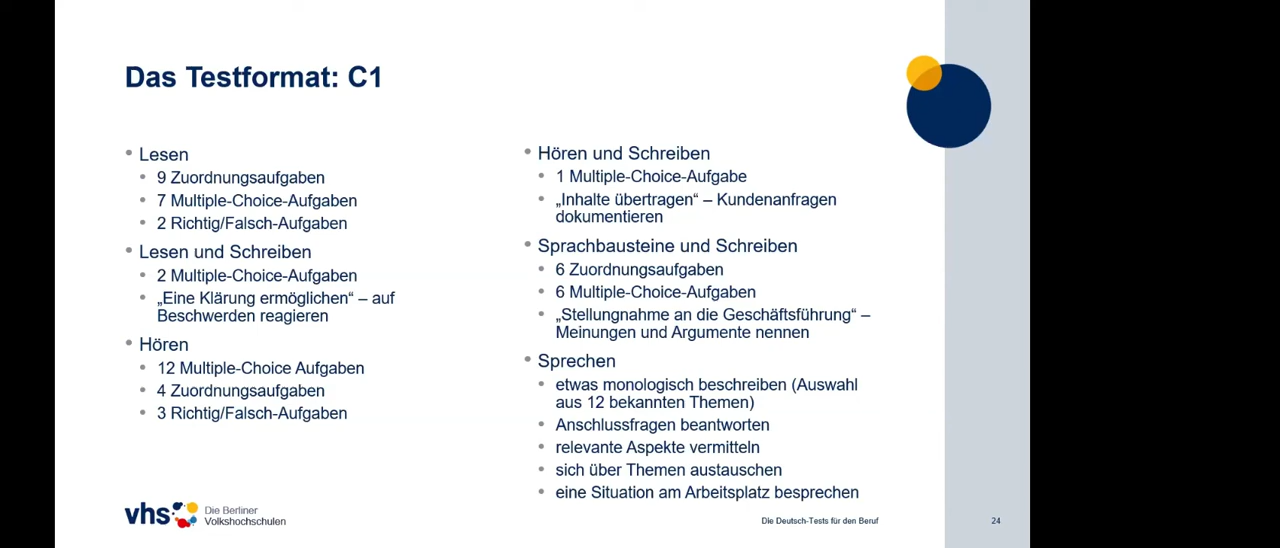 Das Testformat: C1
• Lesen
• 9 Zuordnungsaufgaben
• 7 Multiple-Choice-Aufgaben
• 2 Richtig/Falsch-Aufgaben
• Lesen und Schreiben
• 2 Multiple-Choice-Aufgaben
• „Eine Klärung ermöglichen“ – auf
Beschwerden reagieren
• Hören
• 12 Multiple-Choice Aufgaben
• 4 Zuordnungsaufgaben
• 3 Richtig/Falsch-Aufgaben
• Hören und Schreiben
• 1 Multiple-Choice-Aufgabe
• „Inhalte übertragen“ – Kundenanfragen
dokumentieren
• Sprachbausteine und Schreiben
• 6 Zuordnungsaufgaben
• 6 Multiple-Choice-Aufgaben
• „Stellungnahme an die Geschäftsführung“ –
Meinungen und Argumente nennen
• Sprechen
• etwas monologisch beschreiben (Auswahl
aus 12 bekannten Themen)
• Anschlussfragen beantworten
• relevante Aspekte vermitteln
• sich über Themen austauschen
• eine Situation am Arbeitsplatz besprechen
vhs
Die Berliner
Volkshochschulen
Die Deutsch-Tests für den Beruf
24